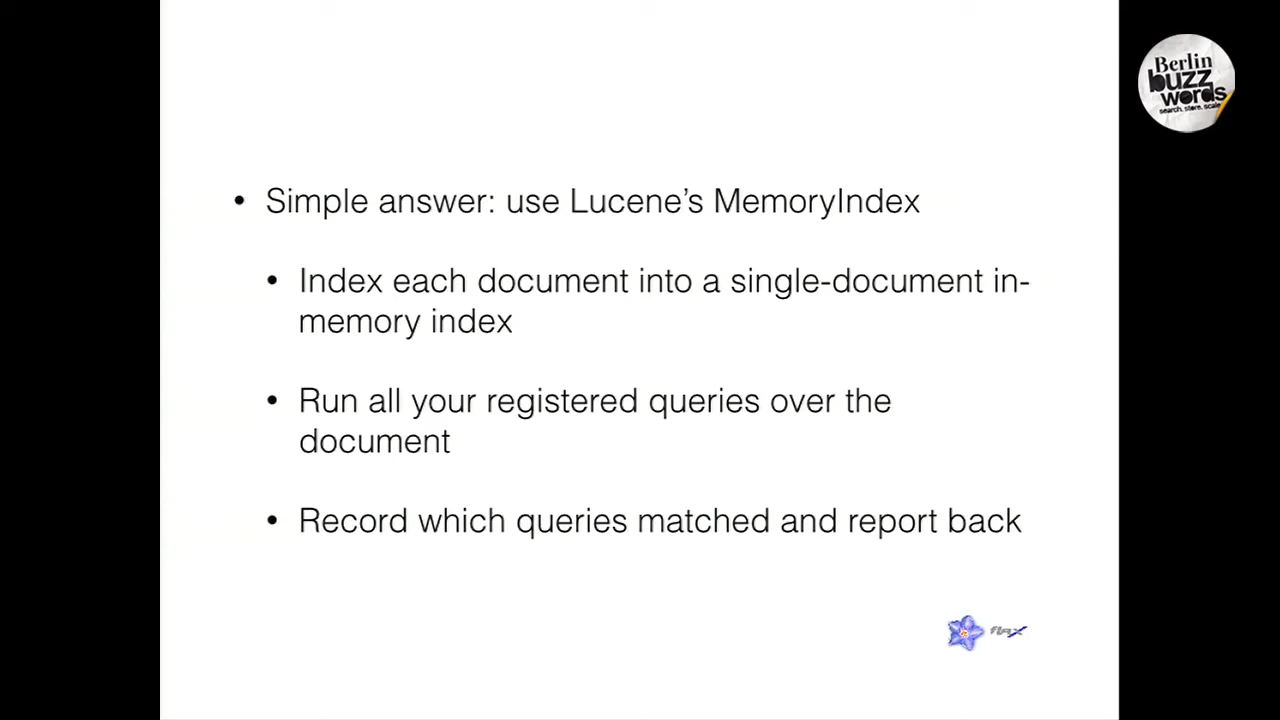 Berlin
buzz
words
search. store. scale
• Simple answer: use Lucene’s MemoryIndex
• Index each document into a single-document in-
memory index
• Run all your registered queries over the
document
• Record which queries matched and report back
flax